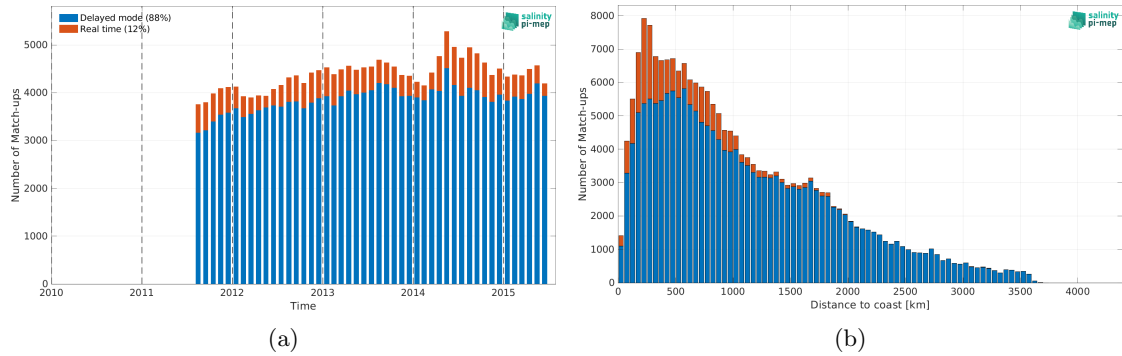 Delayed mode (88%)
Real time (12%)
salinity
pi-mep
Number of Match-ups
5000
4000
3000
2000
1000
0
2010
2011
2012
2013
2014
2015
Time
(a)
salinity
pi-mep
Number of Match-ups
8000
7000
6000
5000
4000
3000
2000
1000
0
0
500
1000
1500
2000
2500
3000
3500
4000
Distance to coast [km]
(b)